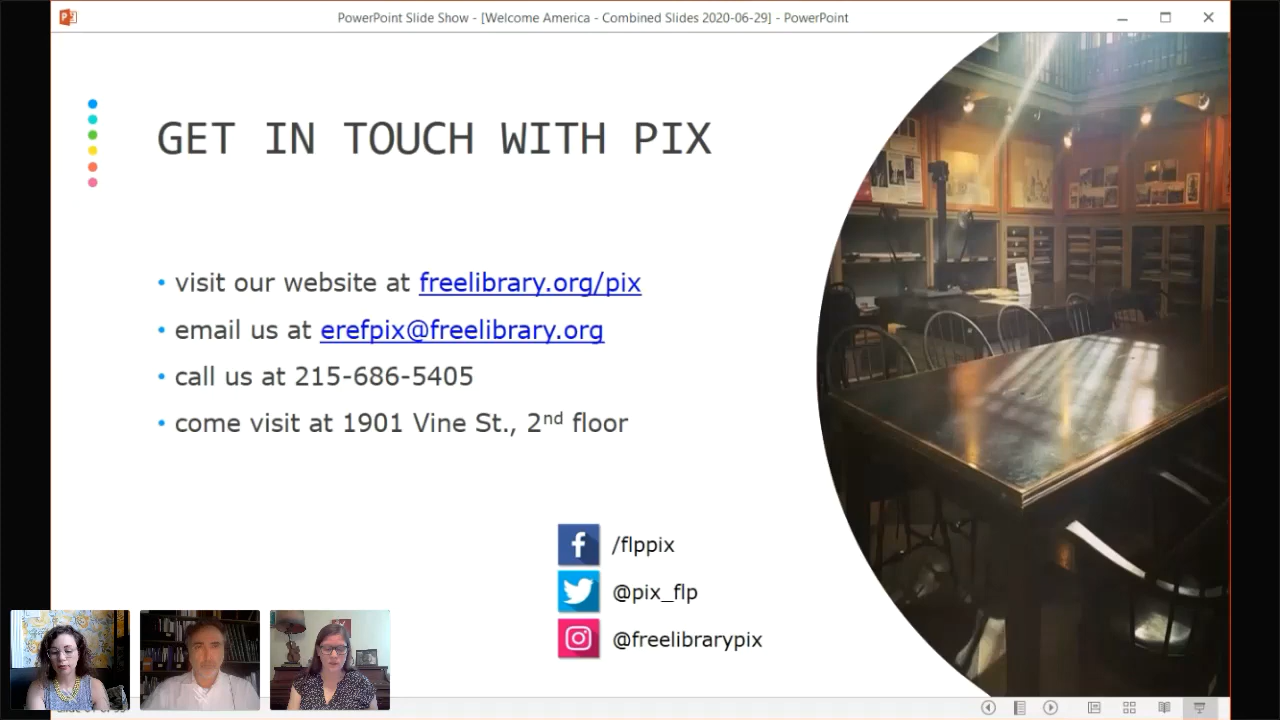 PowerPoint Slide Show - [Welcome America - Combined Slides 2020-06-29] - PowerPoint
GET IN TOUCH WITH PIX
• visit our website at freelibrary.org/pix
• email us at erefpix@freelibrary.org
• call us at 215-686-5405
• come visit at 1901 Vine St., 2nd floor
/flppix
@pix_flp
@freelibrarypix